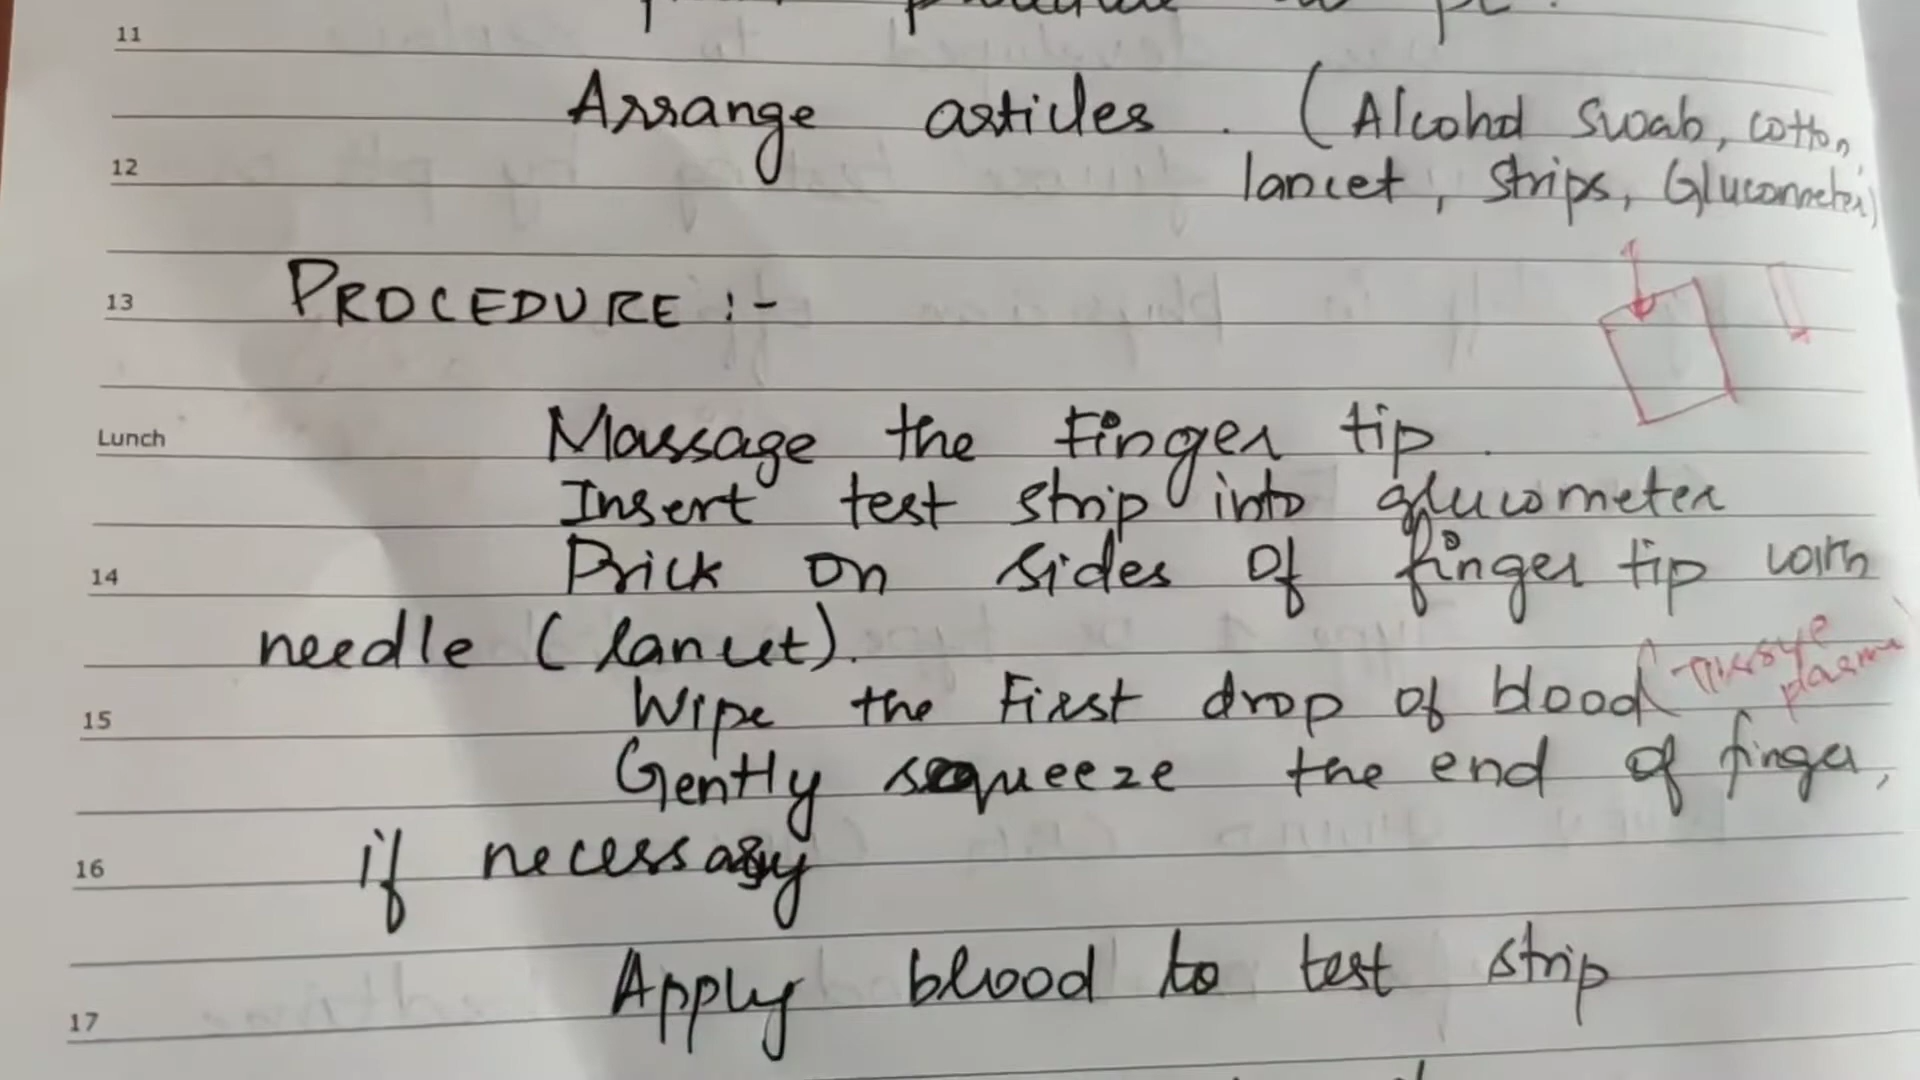 11
Arrange articles. (Alcohol swab, cotton,
12
lancet, strips, Glucometer)
13
PROCEDURE :-
Lunch
Massage the finger tip.
Insert test strip into glucometer
14
Prick on sides of finger tip with
needle (lancet).
15
Wipe the First drop of blood Tissue
plasma
Gently squeeze the end of finger,
16
if necessary
Apply blood to test strip
17